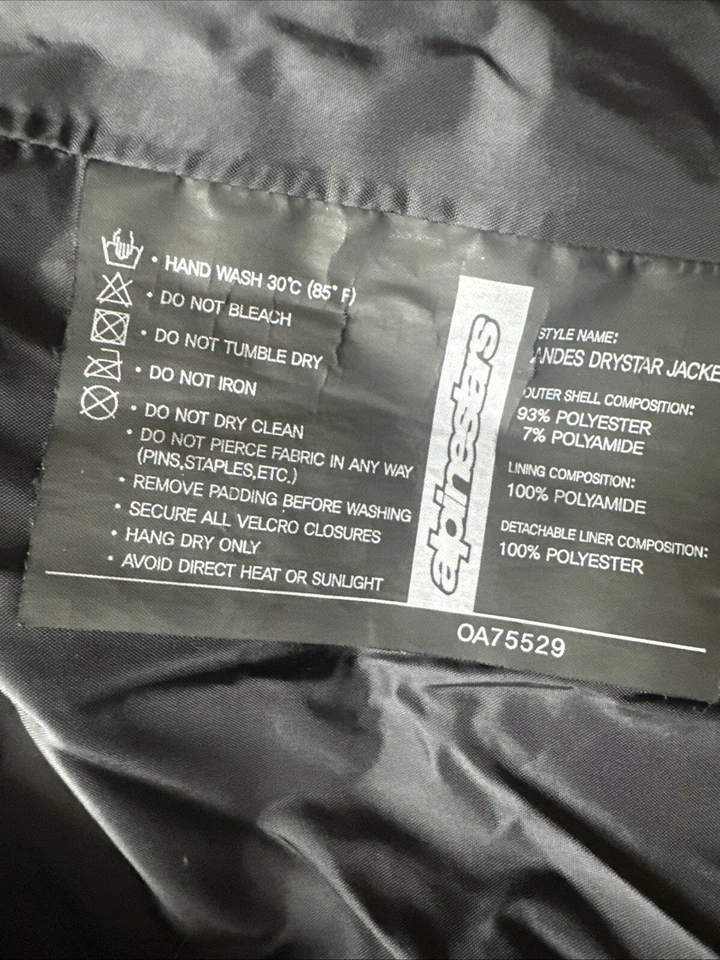 • HAND WASH 30°C (85° F)
• DO NOT BLEACH
• DO NOT TUMBLE DRY
• DO NOT IRON
• DO NOT DRY CLEAN
• DO NOT PIERCE FABRIC IN ANY WAY
(PINS,STAPLES,ETC.)
• REMOVE PADDING BEFORE WASHING
• SECURE ALL VELCRO CLOSURES
• HANG DRY ONLY
• AVOID DIRECT HEAT OR SUNLIGHT
alpinestars
STYLE NAME:
ANDES DRYSTAR JACKE
OUTER SHELL COMPOSITION:
93% POLYESTER
7% POLYAMIDE
LINING COMPOSITION:
100% POLYAMIDE
DETACHABLE LINER COMPOSITION:
100% POLYESTER
OA75529